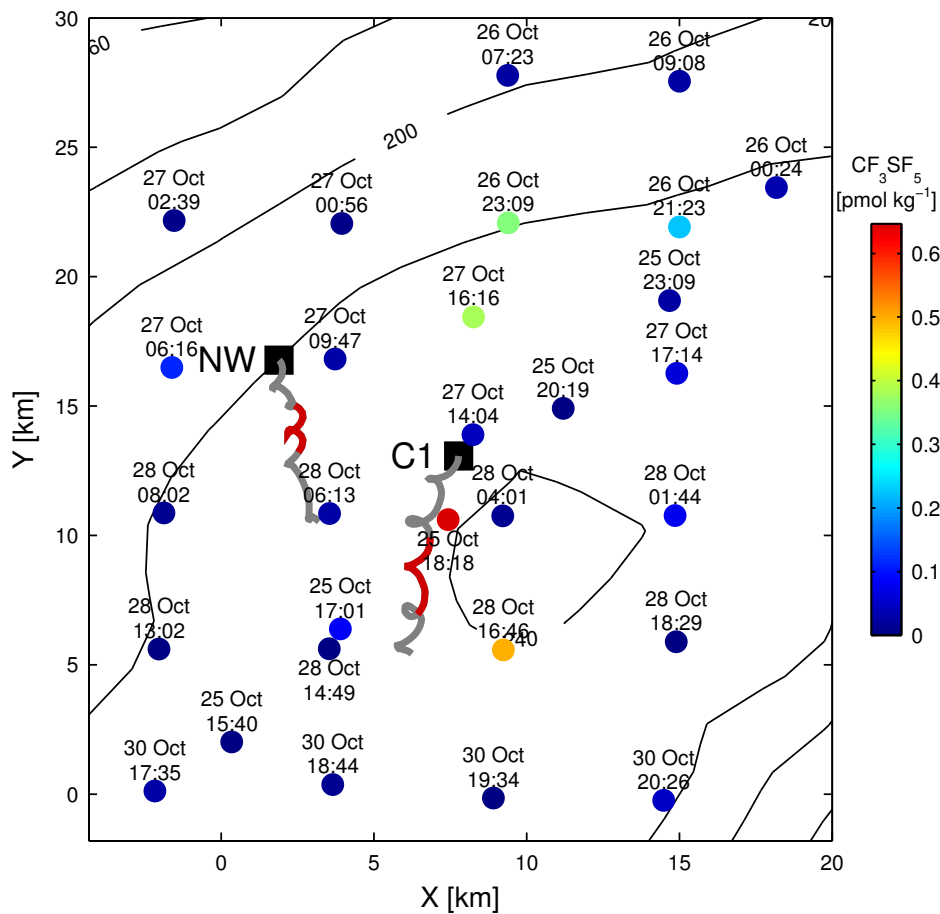 30
25
20
15
10
5
0
Y [km]
0
5
10
15
20
X [km]
60
200
20
240
26 Oct
07:23
26 Oct
09:08
26 Oct
00:24
27 Oct
02:39
27 Oct
00:56
26 Oct
23:09
26 Oct
21:23
25 Oct
23:09
27 Oct
16:16
27 Oct
06:16
NW
27 Oct
09:47
27 Oct
17:14
25 Oct
20:19
27 Oct
14:04
C1
28 Oct
08:02
28 Oct
06:13
28 Oct
04:01
28 Oct
01:44
25 Oct
18:18
25 Oct
17:01
28 Oct
13:02
28 Oct
14:49
28 Oct
16:46
28 Oct
18:29
25 Oct
15:40
30 Oct
17:35
30 Oct
18:44
30 Oct
19:34
30 Oct
20:26
CF₃SF₅
[pmol kg⁻¹]
0.6
0.5
0.4
0.3
0.2
0.1
0